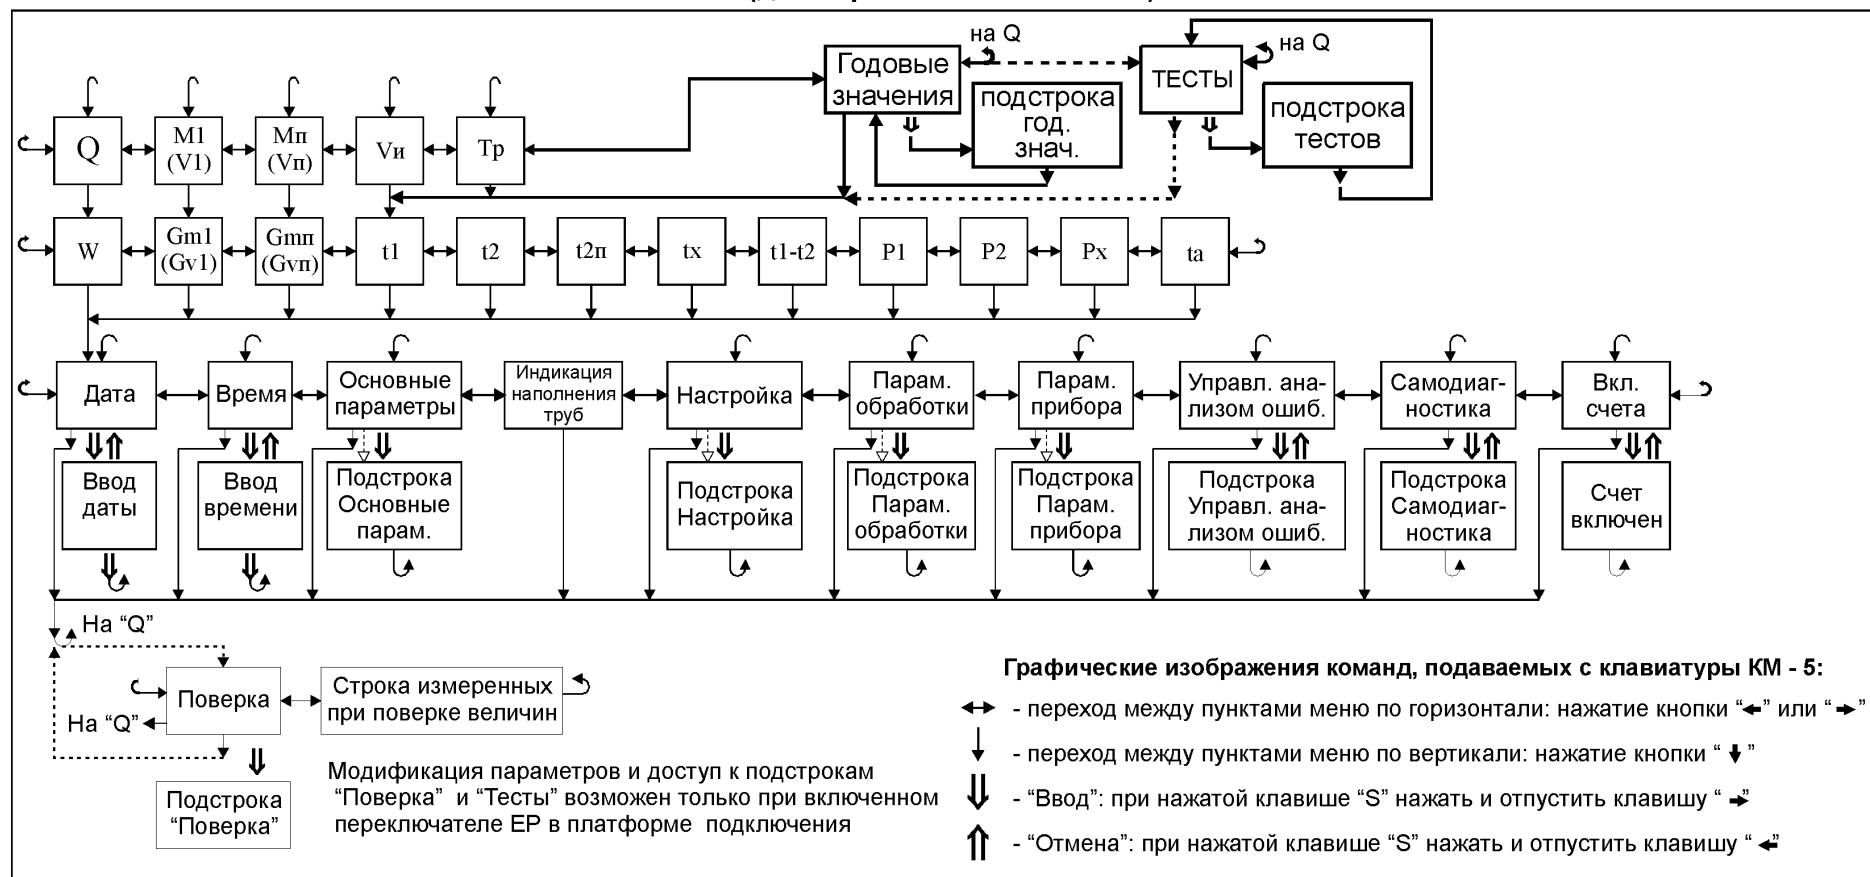 на Q
на Q
Годовые
значения
ТЕСТЫ
подстрока
год.
знач.
подстрока
тестов
Q
M1
(V1)
Мп
(Vп)
Vи
Тр
W
Gm1
(Gv1)
Gmп
(Gvп)
t1
t2
t2п
tx
t1-t2
P1
P2
Px
ta
Дата
Время
Основные
параметры
Индикация
наполнения
труб
Настройка
Парам.
обработки
Парам.
прибора
Управл. ана-
лизом ошиб.
Самодиаг-
ностика
Вкл.
счета
Ввод
даты
Ввод
времени
Подстрока
Основные
парам.
Подстрока
Настройка
Подстрока
Парам.
обработки
Подстрока
Парам.
прибора
Подстрока
Управл. ана-
лизом ошиб.
Подстрока
Самодиаг-
ностика
Счет
включен
На “Q”
Поверка
Строка измеренных
при поверке величин
На “Q”
Подстрока
“Поверка”
Модификация параметров и доступ к подстрокам
“Поверка” и “Тесты” возможен только при включенном
переключателе ЕР в платформе подключения
Графические изображения команд, подаваемых с клавиатуры КМ - 5:
- переход между пунктами меню по горизонтали: нажатие кнопки “←” или “→”
- переход между пунктами меню по вертикали: нажатие кнопки “↓”
- “Ввод”: при нажатой клавише “S” нажать и отпустить клавишу “→”
- “Отмена”: при нажатой клавише “S” нажать и отпустить клавишу “←